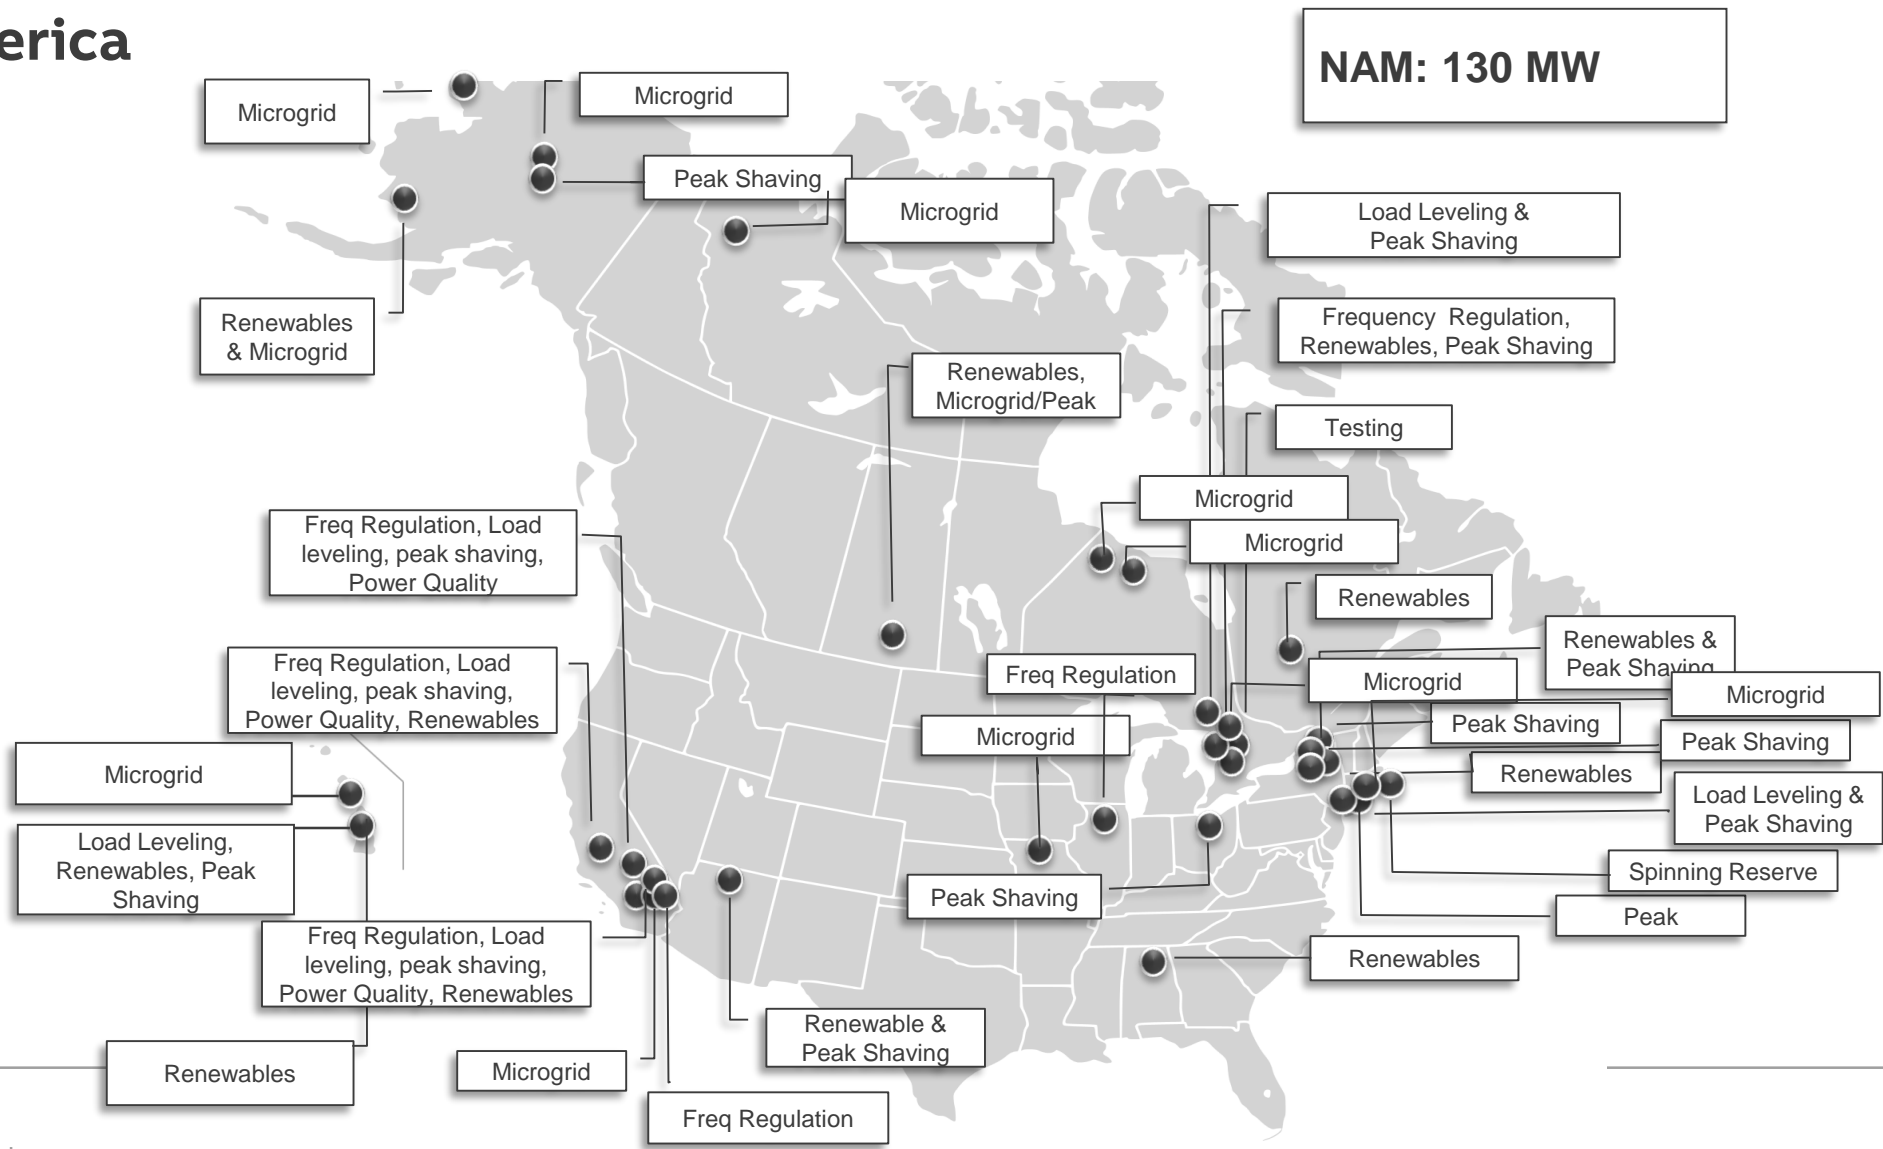 erica
NAM: 130 MW
Microgrid
Microgrid
Peak Shaving
Microgrid
Load Leveling &
Peak Shaving
Renewables
& Microgrid
Frequency Regulation,
Renewables, Peak Shaving
Renewables,
Microgrid/Peak
Testing
Microgrid
Microgrid
Freq Regulation, Load
leveling, peak shaving,
Power Quality
Renewables
Renewables &
Peak Shaving
Freq Regulation, Load
leveling, peak shaving,
Power Quality, Renewables
Freq Regulation
Microgrid
Microgrid
Peak Shaving
Microgrid
Peak Shaving
Microgrid
Renewables
Load Leveling &
Peak Shaving
Load Leveling,
Renewables, Peak
Shaving
Spinning Reserve
Peak Shaving
Peak
Freq Regulation, Load
leveling, peak shaving,
Power Quality, Renewables
Renewables
Renewable &
Peak Shaving
Renewables
Microgrid
Freq Regulation